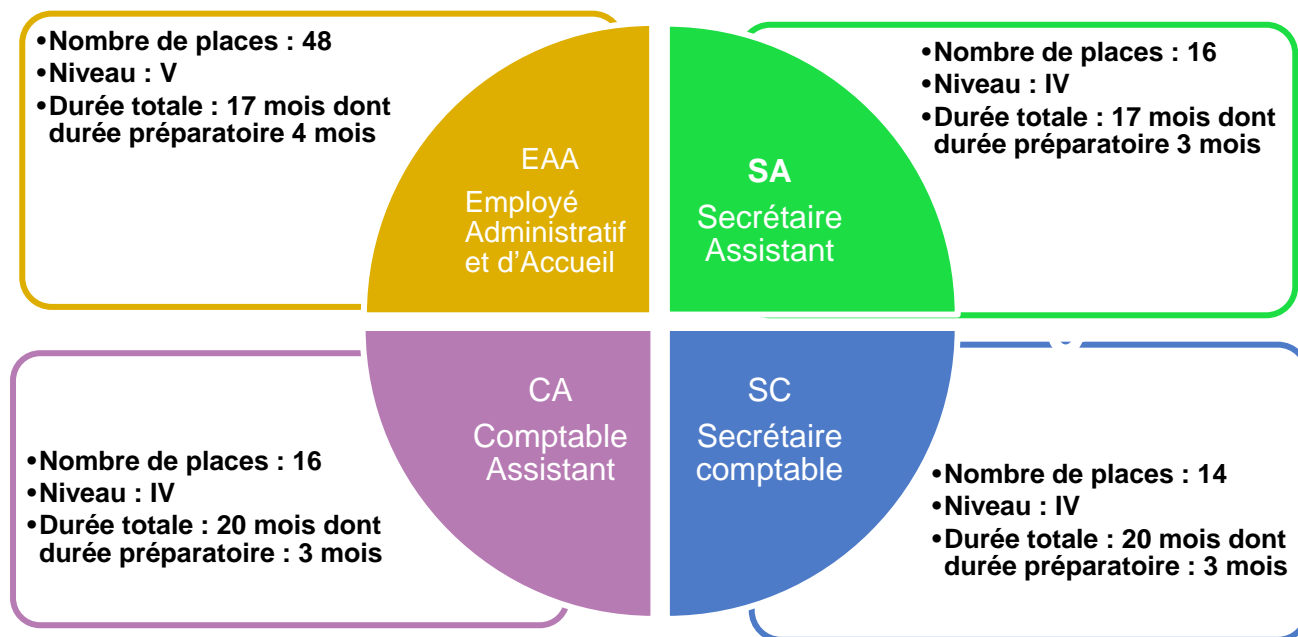 •Nombre de places : 48
•Niveau : V
•Durée totale : 17 mois dont
durée préparatoire 4 mois
EAA
Employé
Administratif
et d'Accueil
•Nombre de places : 16
•Niveau : IV
•Durée totale : 17 mois dont
durée préparatoire 3 mois
SA
Secrétaire
Assistant
•Nombre de places : 16
•Niveau : IV
•Durée totale : 20 mois dont
durée préparatoire : 3 mois
CA
Comptable
Assistant
SC
Secrétaire
comptable
•Nombre de places : 14
•Niveau : IV
•Durée totale : 20 mois dont
durée préparatoire : 3 mois